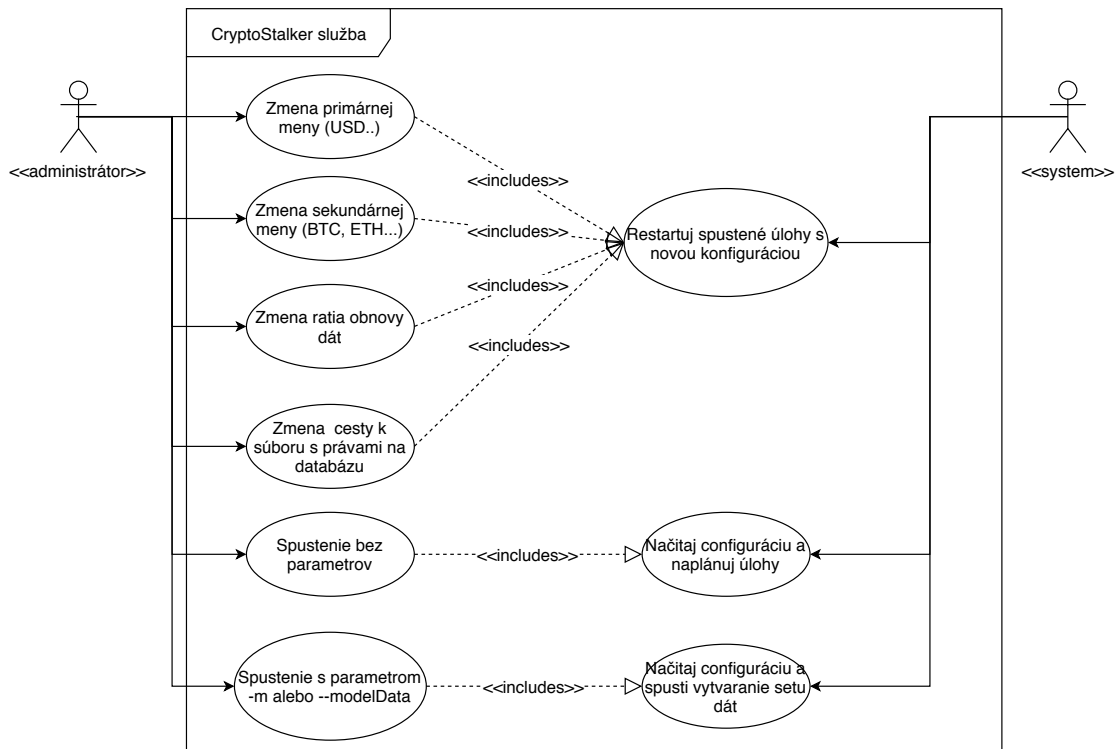 CryptoStalker služba
<<administrátor>>
<<system>>
Zmena primárnej
meny (USD..)
<<includes>>
Zmena sekundárnej
meny (BTC, ETH...)
<<includes>>
Restartuj spustené úlohy s
novou konfiguráciou
Zmena ratia obnovy
dát
<<includes>>
<<includes>>
Zmena  cesty k
súboru s právami na
databázu
Spustenie bez
parametrov
<<includes>>
Načitaj configuráciu a
naplánuj úlohy
Spustenie s parametrom
-m alebo --modelData
<<includes>>
Načitaj configuráciu a
spusti vytvaranie setu
dát